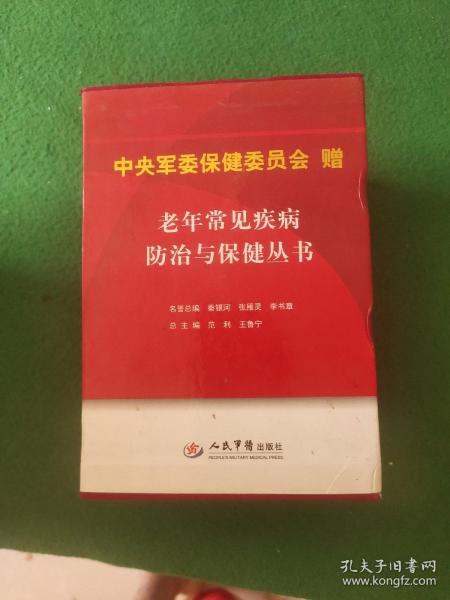 中央军委保健委员会 赠
老年常见疾病
防治与保健丛书
名誉总编 秦银河 张雁灵 李书章
总主编 范利 王鲁宁
人民军医出版社
PEOPLE'S MILITARY MEDICAL PRESS
孔夫子旧书网
www.kongfz.com